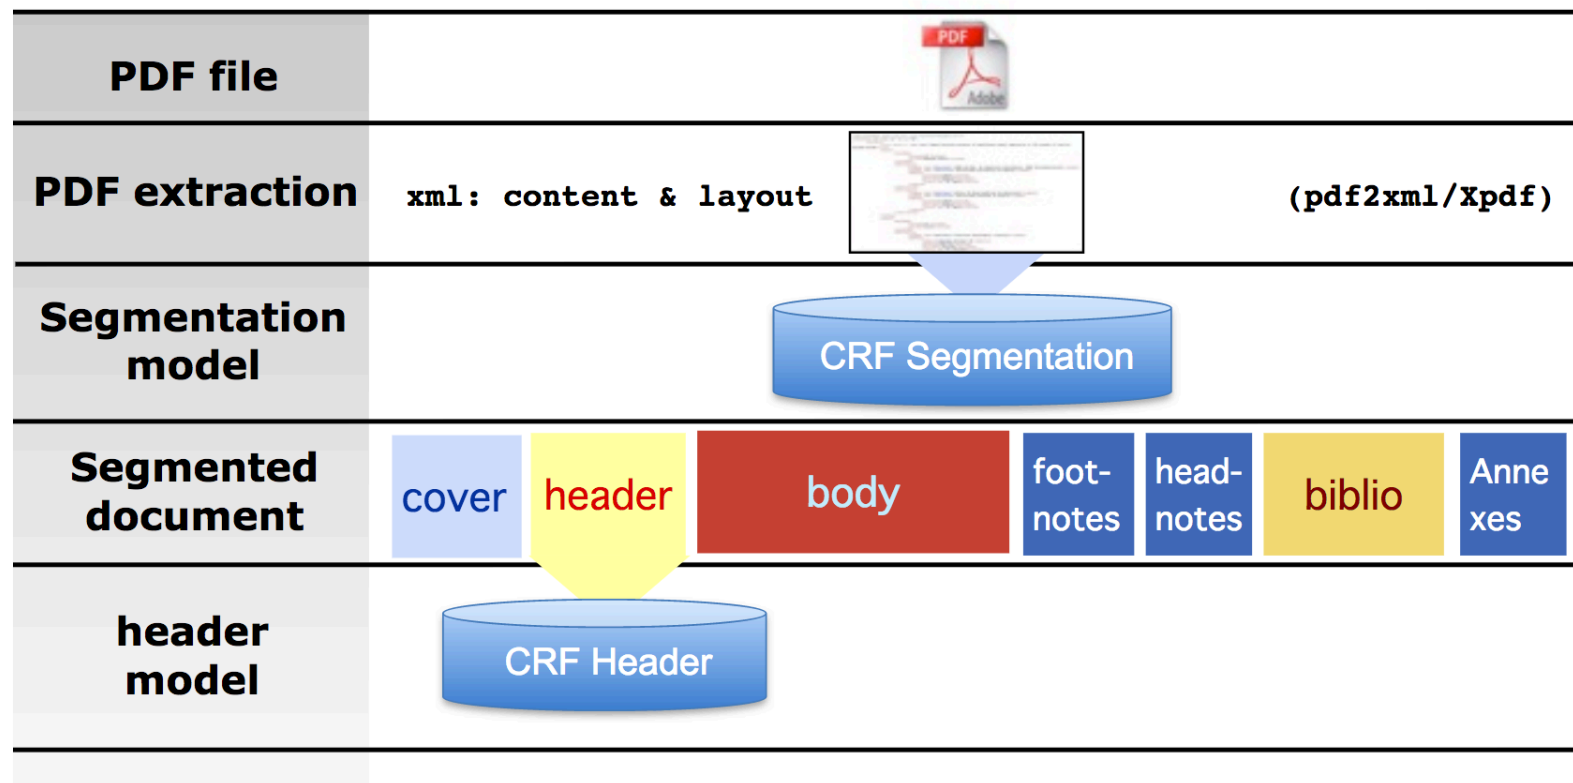 PDF file
PDF
Adobe
PDF extraction
xml: content & layout
(pdf2xml/Xpdf)
Segmentation
model
CRF Segmentation
Segmented
document
cover
header
body
foot-
notes
head-
notes
biblio
Anne
xes
header
model
CRF Header